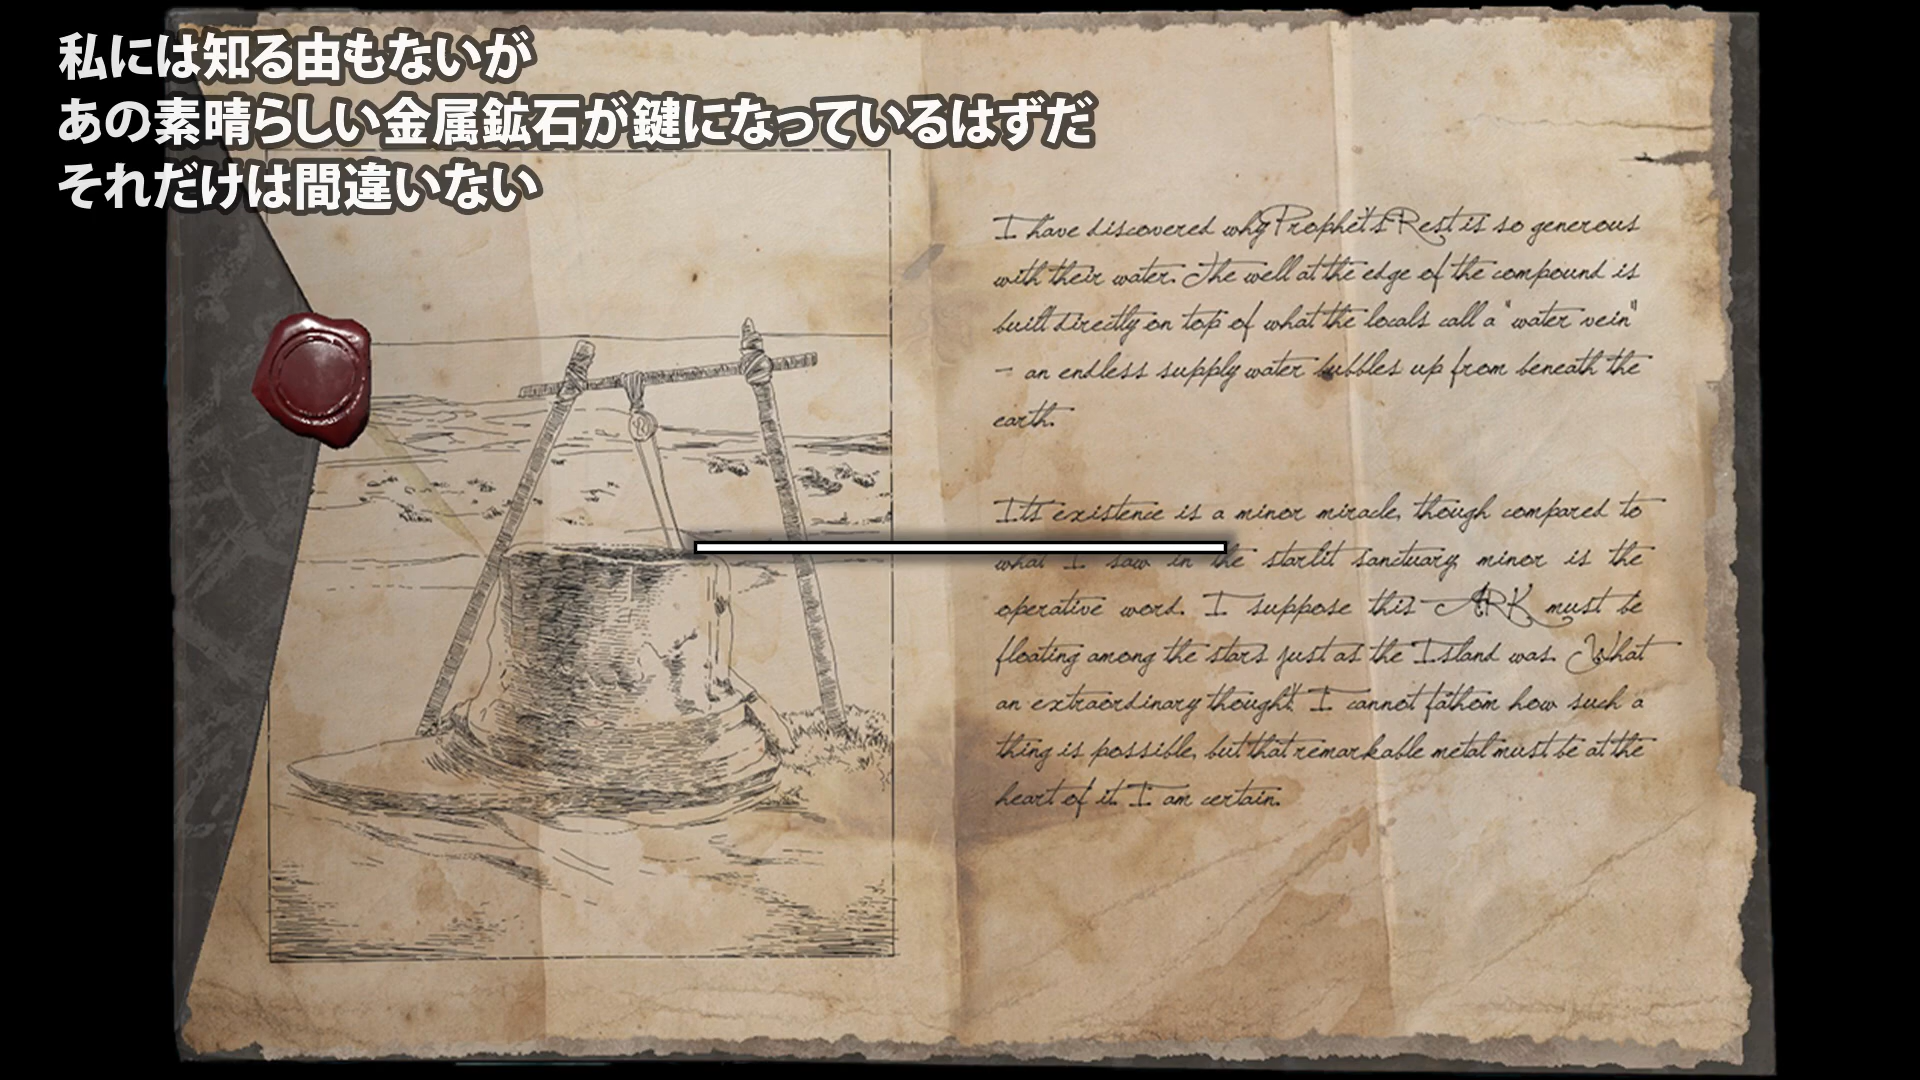 私には知る由もないが
あの素晴らしい金属鉱石が鍵になっているはずだ
それだけは間違いない
I have discovered why Prophet's Rest is so generous
with their water. The well at the edge of the compound is
built directly on top of what the locals call a "water vein"
- an endless supply water bubbles up from beneath the
earth.
Its existence is a minor miracle, though compared to
what I saw in the starlit sanctuary, minor is the
operative word. I suppose this ARK must be
floating among the stars just as the Island was. What
an extraordinary thought! I cannot fathom how such a
thing is possible, but that remarkable metal must be at the
heart of it. I am certain.